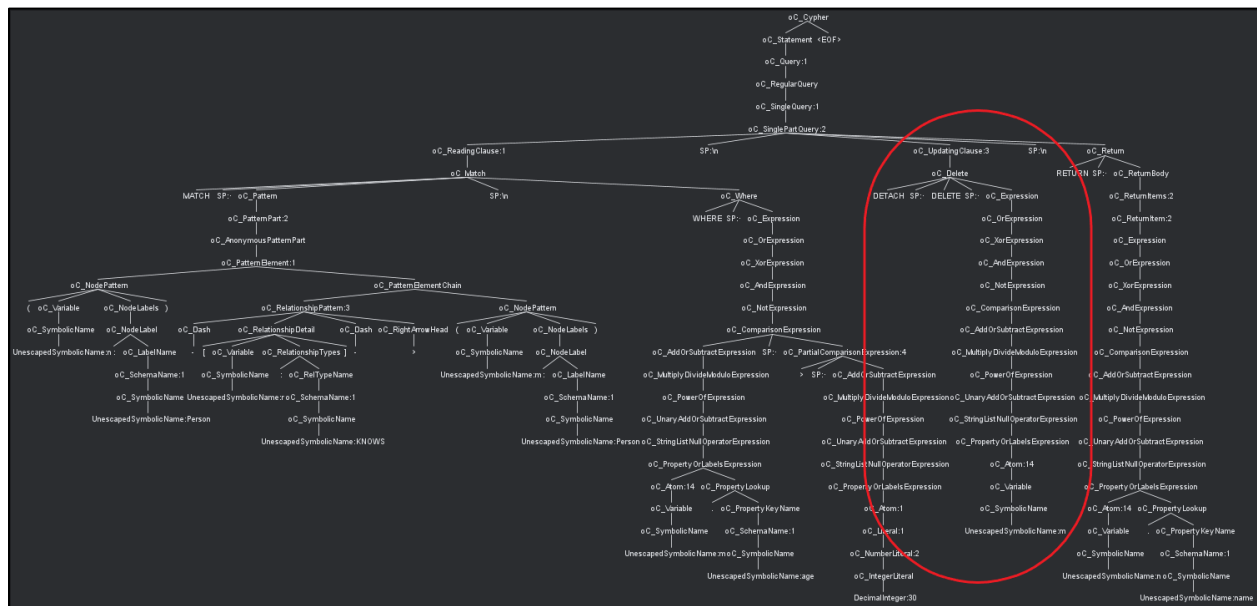 oC_Cypher
oC_Statement <EOF>
oC_Query:1
oC_RegularQuery
oC_SingleQuery:1
oC_SinglePartQuery:2
oC_ReadingClause:1 SP:\n oC_UpdatingClause:3 SP:\n oC_Return
oC_Match oC_Delete RETURN SP:· oC_ReturnBody
MATCH SP:· oC_Pattern SP:\n oC_Where DETACH SP:· DELETE SP:· oC_Expression oC_ReturnItems:2
oC_PatternPart:2 WHERE SP:· oC_Expression oC_OrExpression oC_ReturnItem:2
oC_AnonymousPatternPart oC_OrExpression oC_XorExpression oC_Expression
oC_PatternElement:1 oC_XorExpression oC_AndExpression oC_OrExpression
oC_NodePattern oC_PatternElementChain oC_AndExpression oC_NotExpression oC_XorExpression
( oC_Variable oC_NodeLabels ) oC_RelationshipPattern:3 oC_NodePattern oC_NotExpression oC_ComparisonExpression oC_AndExpression
oC_SymbolicName oC_NodeLabel oC_Dash oC_RelationshipDetail oC_Dash oC_RightArrowHead ( oC_Variable oC_NodeLabels ) oC_ComparisonExpression oC_AddOrSubtractExpression oC_NotExpression
UnescapedSymbolicName:n : oC_LabelName - [ oC_Variable oC_RelationshipTypes ] - > oC_SymbolicName oC_NodeLabel oC_AddOrSubtractExpression SP:· oC_PartialComparisonExpression:4 oC_MultiplyDivideModuloExpression oC_ComparisonExpression
oC_SchemaName:1 oC_SymbolicName : oC_RelTypeName UnescapedSymbolicName:m : oC_LabelName oC_MultiplyDivideModuloExpression > SP:· oC_AddOrSubtractExpression oC_PowerOfExpression oC_AddOrSubtractExpression
oC_SymbolicName UnescapedSymbolicName:r oC_SchemaName:1 oC_SchemaName:1 oC_PowerOfExpression oC_MultiplyDivideModuloExpression oC_UnaryAddOrSubtractExpression oC_MultiplyDivideModuloExpression
UnescapedSymbolicName:Person oC_SymbolicName oC_SymbolicName oC_UnaryAddOrSubtractExpression oC_PowerOfExpression oC_StringListNullOperatorExpression oC_PowerOfExpression
UnescapedSymbolicName:KNOWS UnescapedSymbolicName:Person oC_StringListNullOperatorExpression oC_UnaryAddOrSubtractExpression oC_PropertyOrLabelsExpression oC_UnaryAddOrSubtractExpression
oC_PropertyOrLabelsExpression oC_StringListNullOperatorExpression oC_Atom:14 oC_StringListNullOperatorExpression
oC_Atom:14 oC_PropertyLookup oC_PropertyOrLabelsExpression oC_Variable oC_PropertyOrLabelsExpression
oC_Variable . oC_PropertyKeyName oC_Atom:1 oC_SymbolicName oC_Atom:14 oC_PropertyLookup
oC_SymbolicName oC_SchemaName:1 oC_Literal:1 UnescapedSymbolicName:m oC_Variable . oC_PropertyKeyName
UnescapedSymbolicName:m oC_SymbolicName oC_NumberLiteral:2 oC_SymbolicName oC_SchemaName:1
UnescapedSymbolicName:age oC_IntegerLiteral UnescapedSymbolicName:n oC_SymbolicName
DecimalInteger:30 UnescapedSymbolicName:name